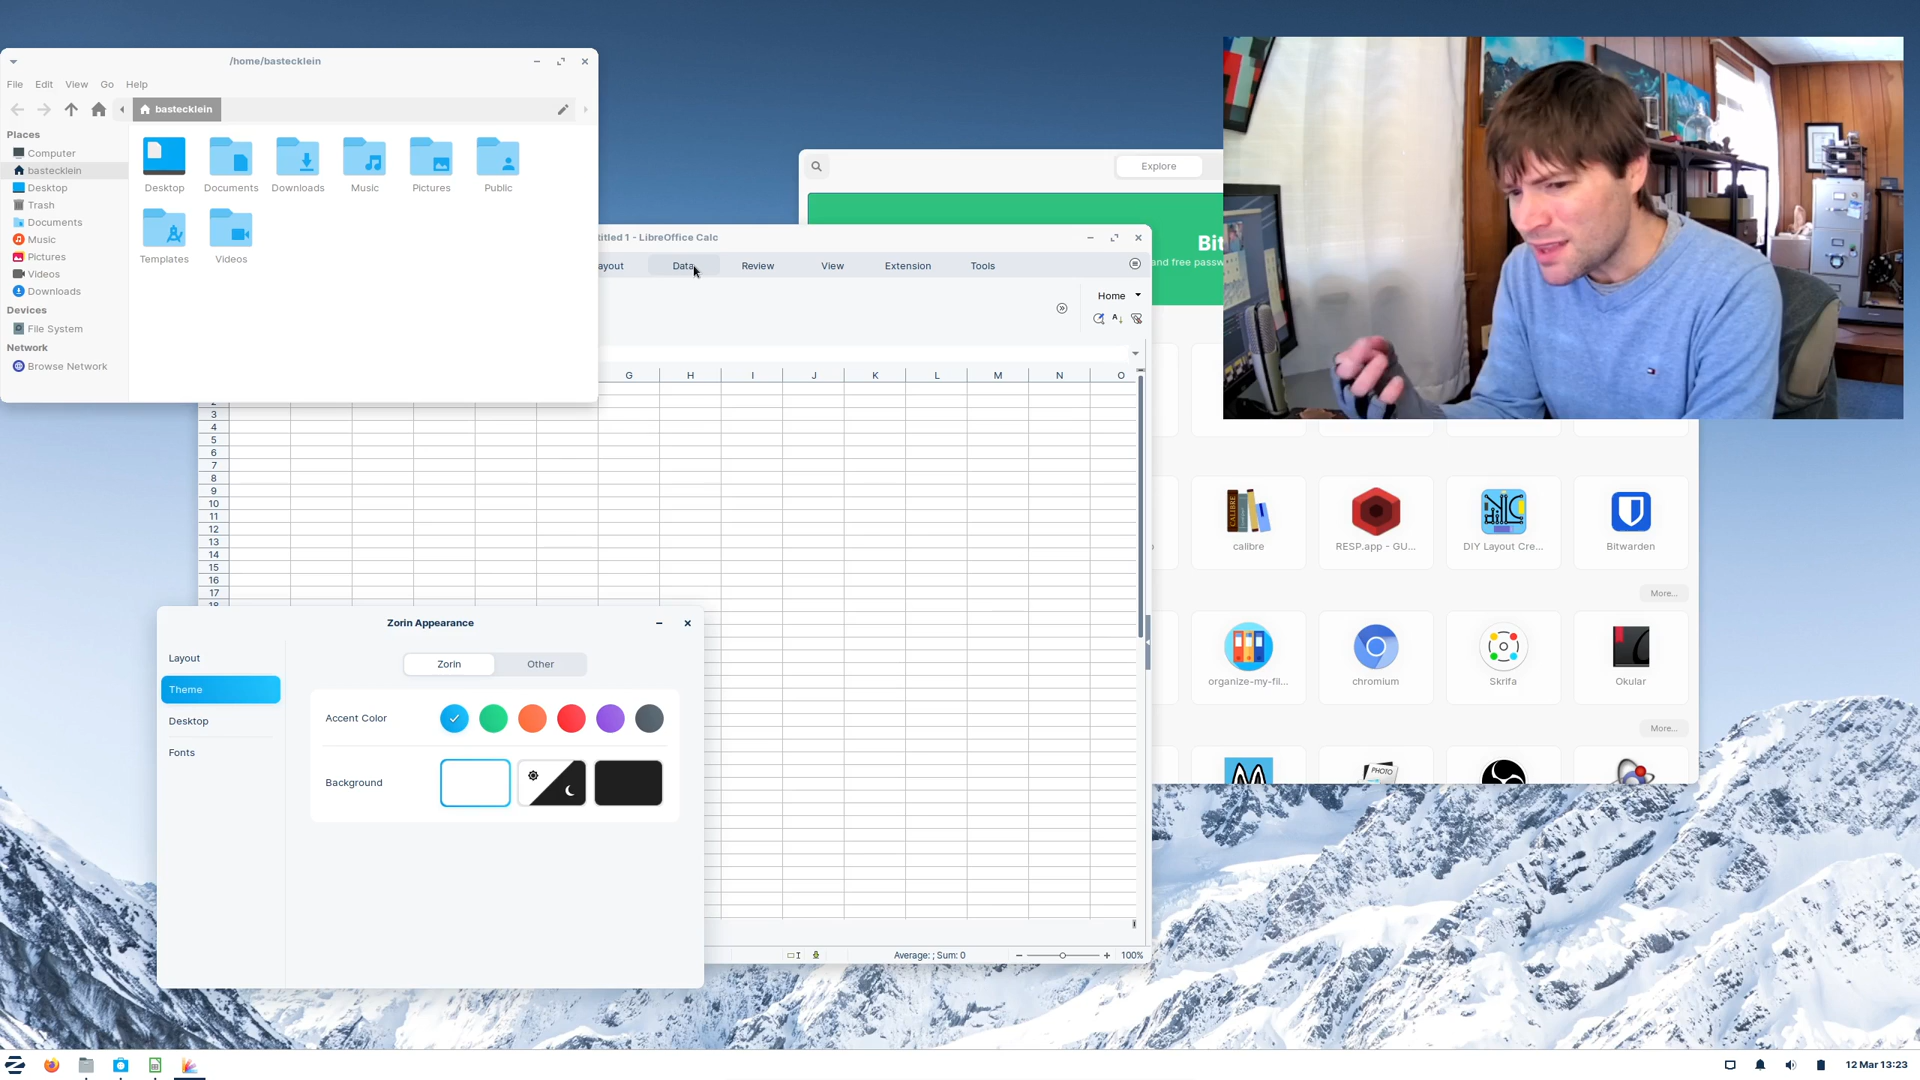 /home/bastecklein
File Edit View Go Help
bastecklein
Places
Computer
bastecklein
Desktop
Trash
Documents
Music
Pictures
Videos
Downloads
Devices
File System
Network
Browse Network
Desktop Documents Downloads Music Pictures Public
Templates Videos
Explore
Bit
and free passw
titled 1 - LibreOffice Calc
ayout Data Review View Extension Tools
Home
G H I J K L M N O
3
4
5
6
7
8
9
10
11
12
13
14
15
16
17
18
Average: ; Sum: 0
100%
CALIBRE
calibre RESP.app - GU... DIY Layout Cre... Bitwarden
More...
organize-my-fil... chromium Skrifa Okular
More...
PHOTO
Zorin Appearance
Layout
Theme
Desktop
Fonts
Zorin Other
Accent Color
Background
12 Mar 13:23